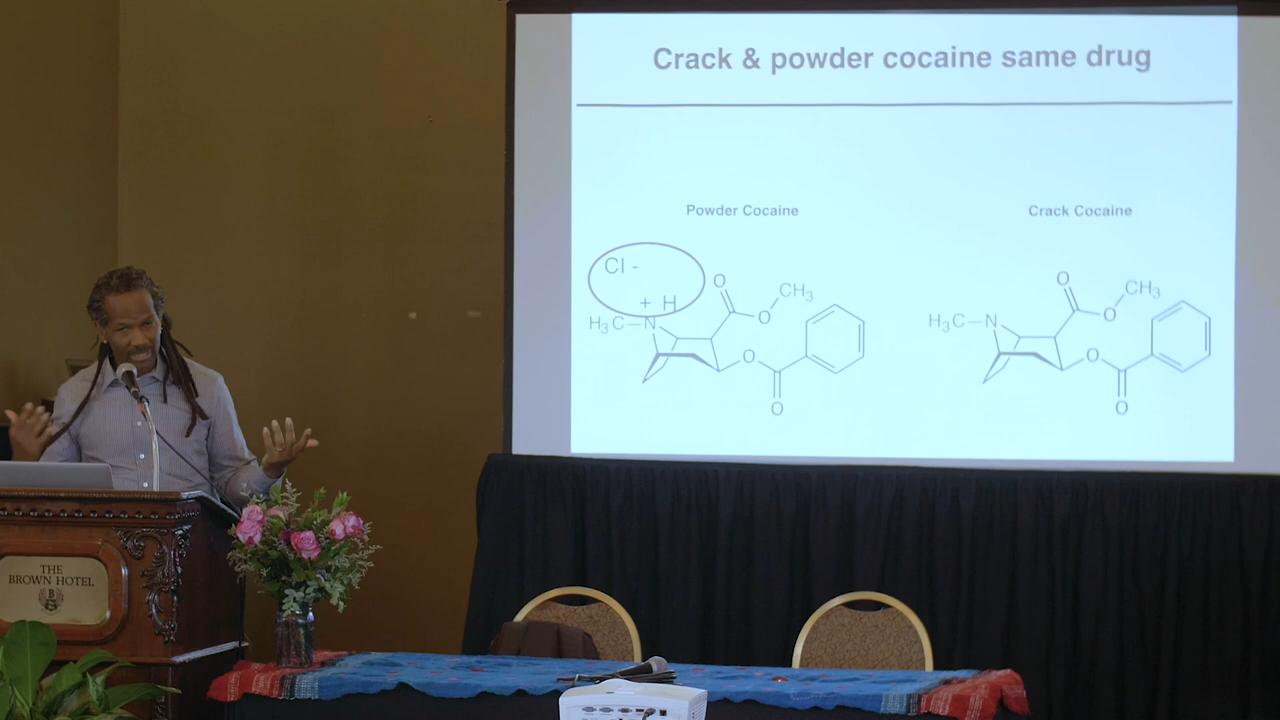 Crack & powder cocaine same drug
Powder Cocaine
Crack Cocaine
Cl -
+ H
H₃C-N
O
CH₃
O
O
O
H₃C-N
O
CH₃
O
O
O
THE
BROWN HOTEL
B